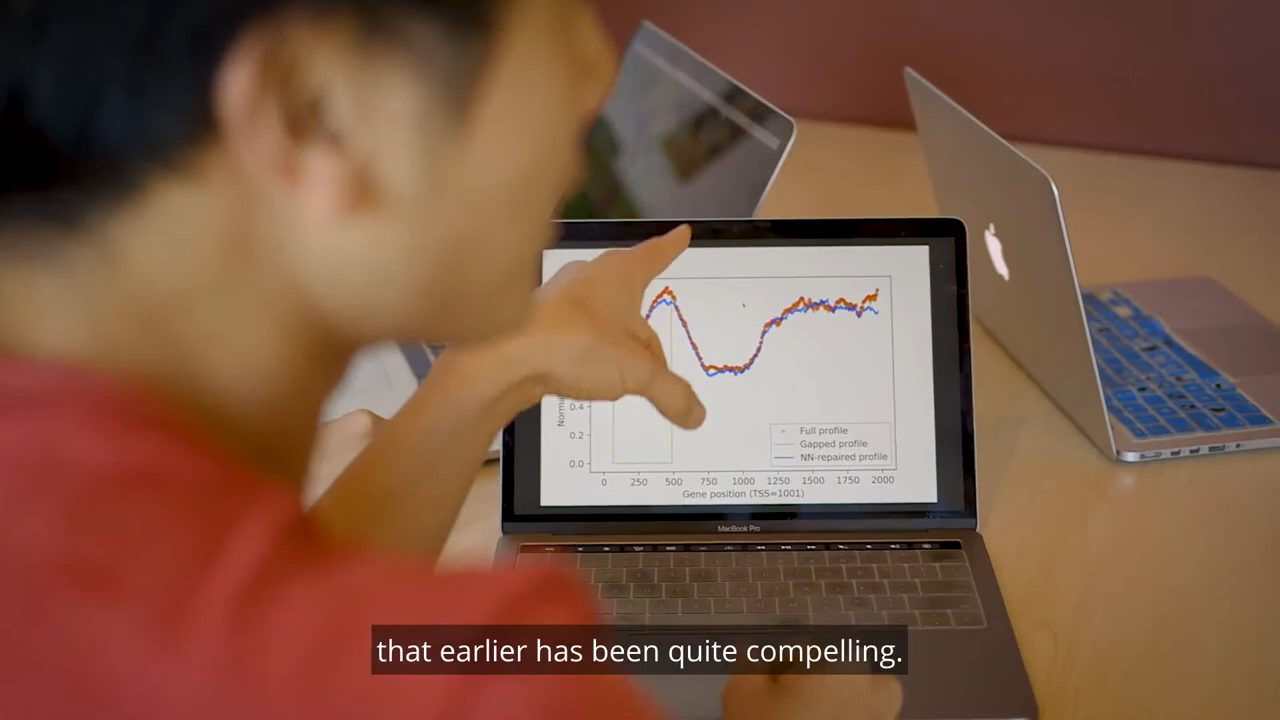 Norma
0.4
0.2
0.0
Full profile
Gapped profile
NN-repaired profile
0 250 500 750 1000 1250 1500 1750 2000
Gene position (TSS=1001)
MacBook Pro
that earlier has been quite compelling.